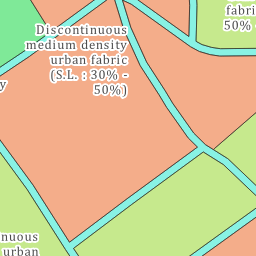 fabri
50% -
Discontinuous
medium density
urban fabric
(S.L. : 30% -
50%)
y
nuous
urban